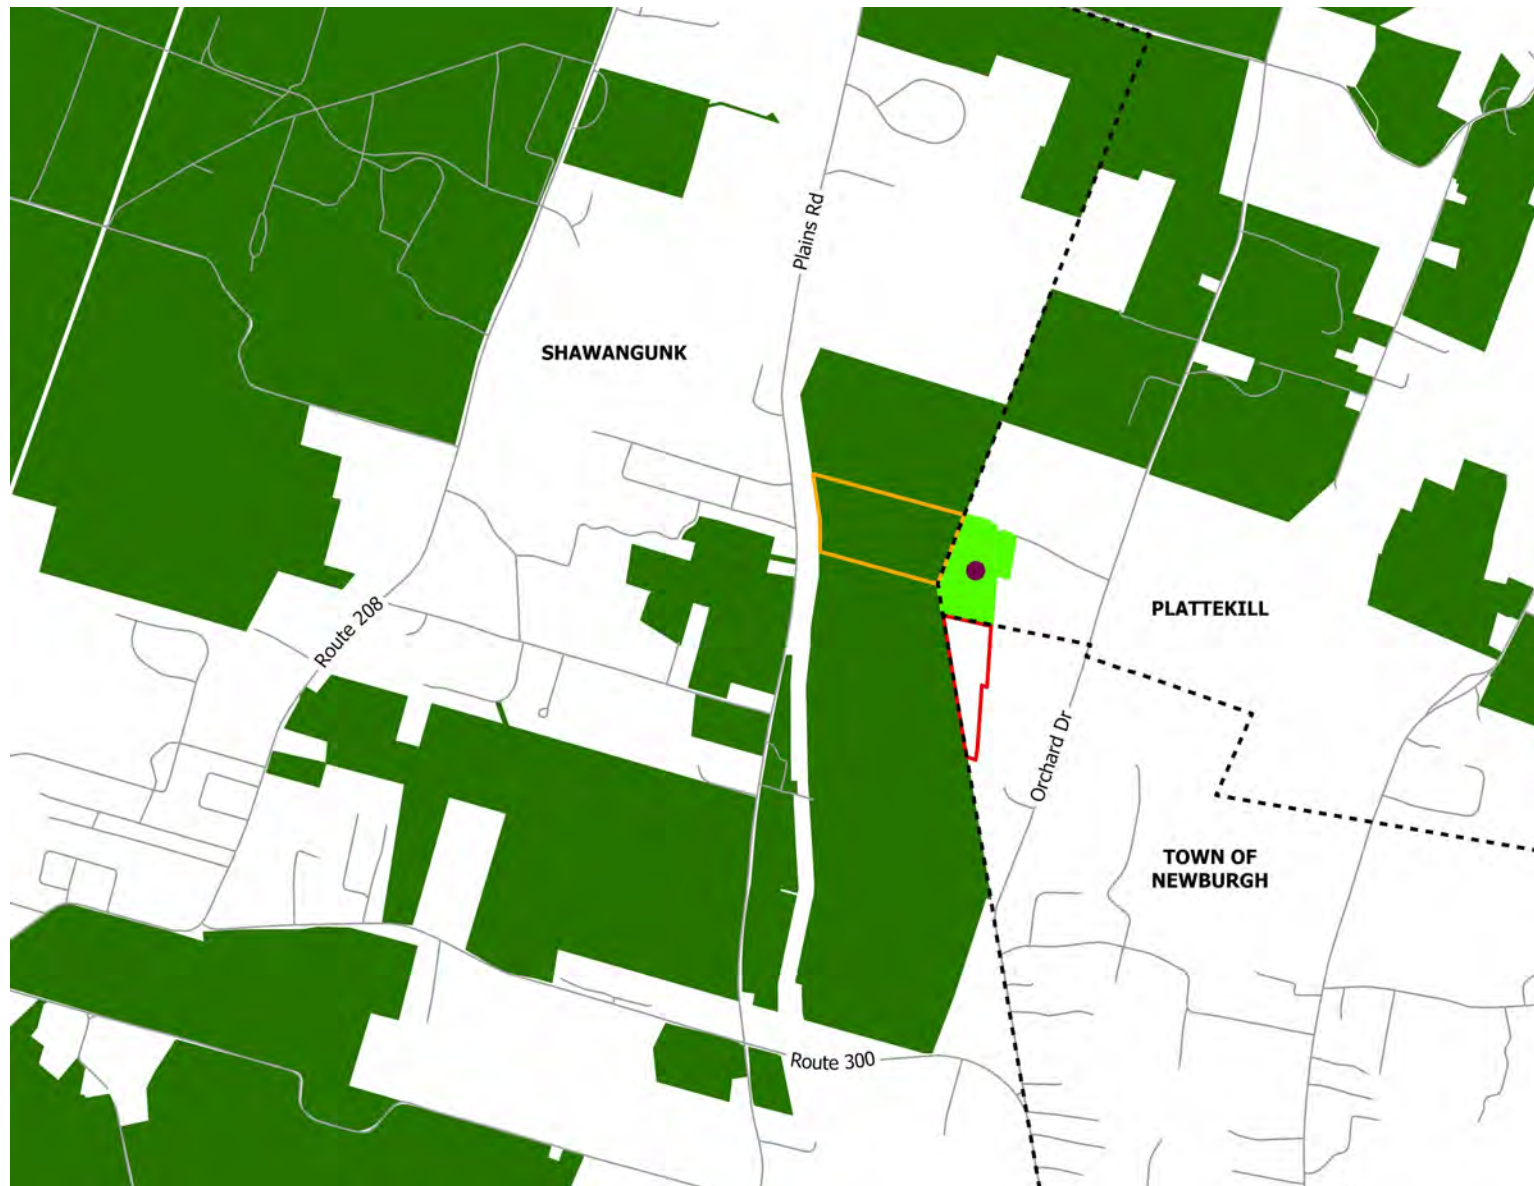 Plains Rd
SHAWANGUNK
PLATTEKILL
Route 208
Orchard Dr
TOWN OF
NEWBURGH
Route 300